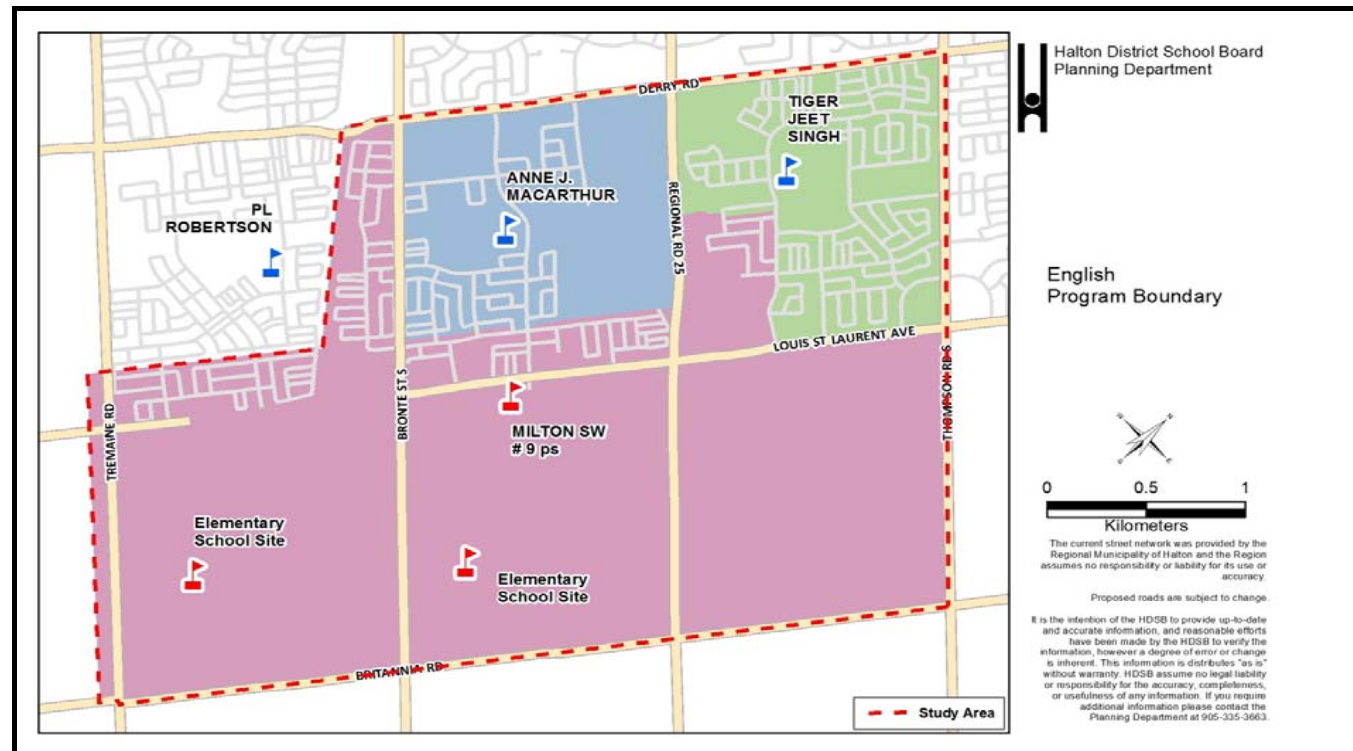 Halton District School Board
Planning Department
English
Program Boundary
DERRY RD
TIGER
JEET
SINGH
ANNE J.
MACARTHUR
PL
ROBERTSON
REGIONAL RD 25
LOUIS ST LAURENT AVE
BRONTE ST S
TREMAINE RD
THOMPSON RD S
MILTON SW
# 9 ps
Elementary
School Site
Elementary
School Site
BRITANNIA RD
Study Area
0 0.5 1
Kilometers
The current street network was provided by the
Regional Municipality of Halton and the Region
assumes no responsibility or liability for its use or
accuracy.
Proposed roads are subject to change.
It is the intention of the HDSB to provide up-to-date
and accurate information, and reasonable efforts
have been made by the HDSB to verify the
information, however a degree of error or change
is inherent. This information is distributes "as is"
without warranty. HDSB assume no legal liability
or responsibility for the accuracy, completeness,
or usefulness of any information. If you require
additional information please contact the
Planning Department at 905-335-3663.